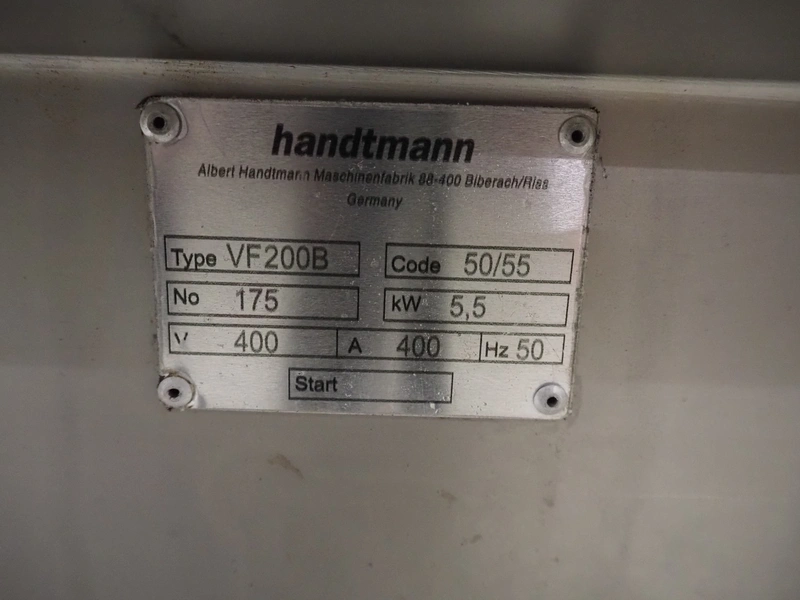 handtmann
Albert Handtmann Maschinenfabrik 88-400 Biberach/Riss
Germany
Type VF200B Code 50/55
No 175 kW 5,5
V 400 A 400 Hz 50
Start